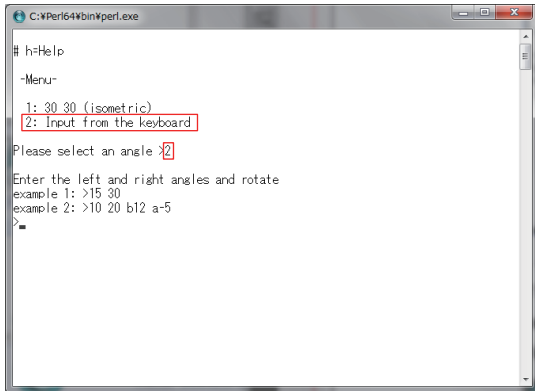 C:¥Perl64¥bin¥perl.exe
# h=Help
-Menu-
1: 30 30 (isometric)
2: Input from the keyboard
Please select an angle >2
Enter the left and right angles and rotate
example 1: >15 30
example 2: >10 20 b12 a-5
>_